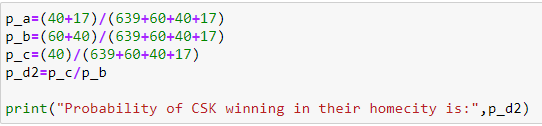 p_a=(40+17)/(639+60+40+17)
p_b=(60+40)/(639+60+40+17)
p_c=(40)/(639+60+40+17)
p_d2=p_c/p_b
print("Probability of CSK winning in their homecity is:",p_d2)